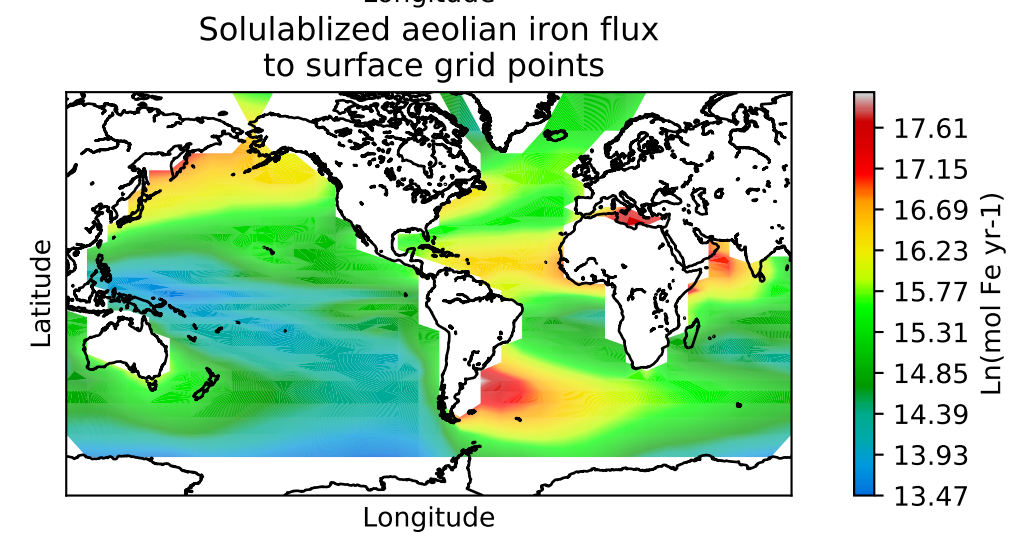 Longitude
Solulablized aeolian iron flux
to surface grid points
Latitude
Longitude
17.61
17.15
16.69
16.23
15.77
15.31
14.85
14.39
13.93
13.47
Ln(mol Fe yr-1)